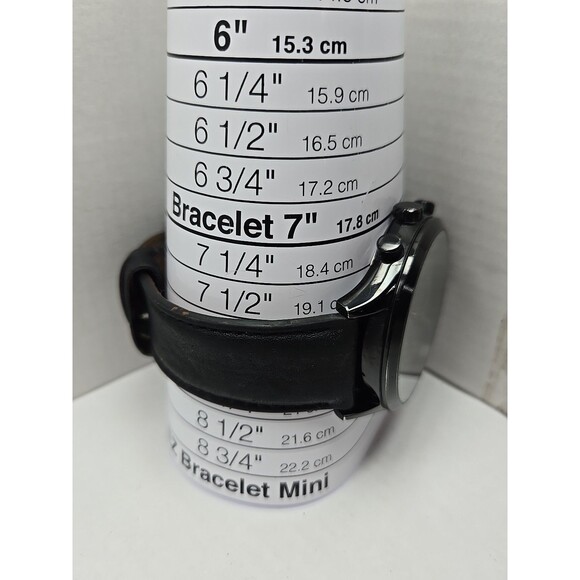 6" 15.3 cm
6 1/4" 15.9 cm
6 1/2" 16.5 cm
6 3/4" 17.2 cm
Bracelet 7" 17.8 cm
7 1/4" 18.4 cm
7 1/2" 19.1 c
8 1/2" 21.6 cm
8 3/4" 22.2 cm
Bracelet Mini